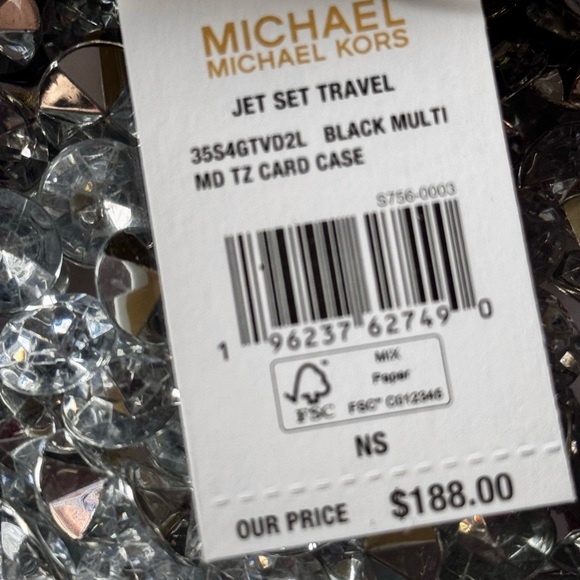 MICHAEL
MICHAEL KORS
JET SET TRAVEL
35S4GTVD2L BLACK MULTI
MD TZ CARD CASE
S756-0003
1 96237 62749 0
MIX
Paper
FSC
FSC® C012345
NS
OUR PRICE $188.00